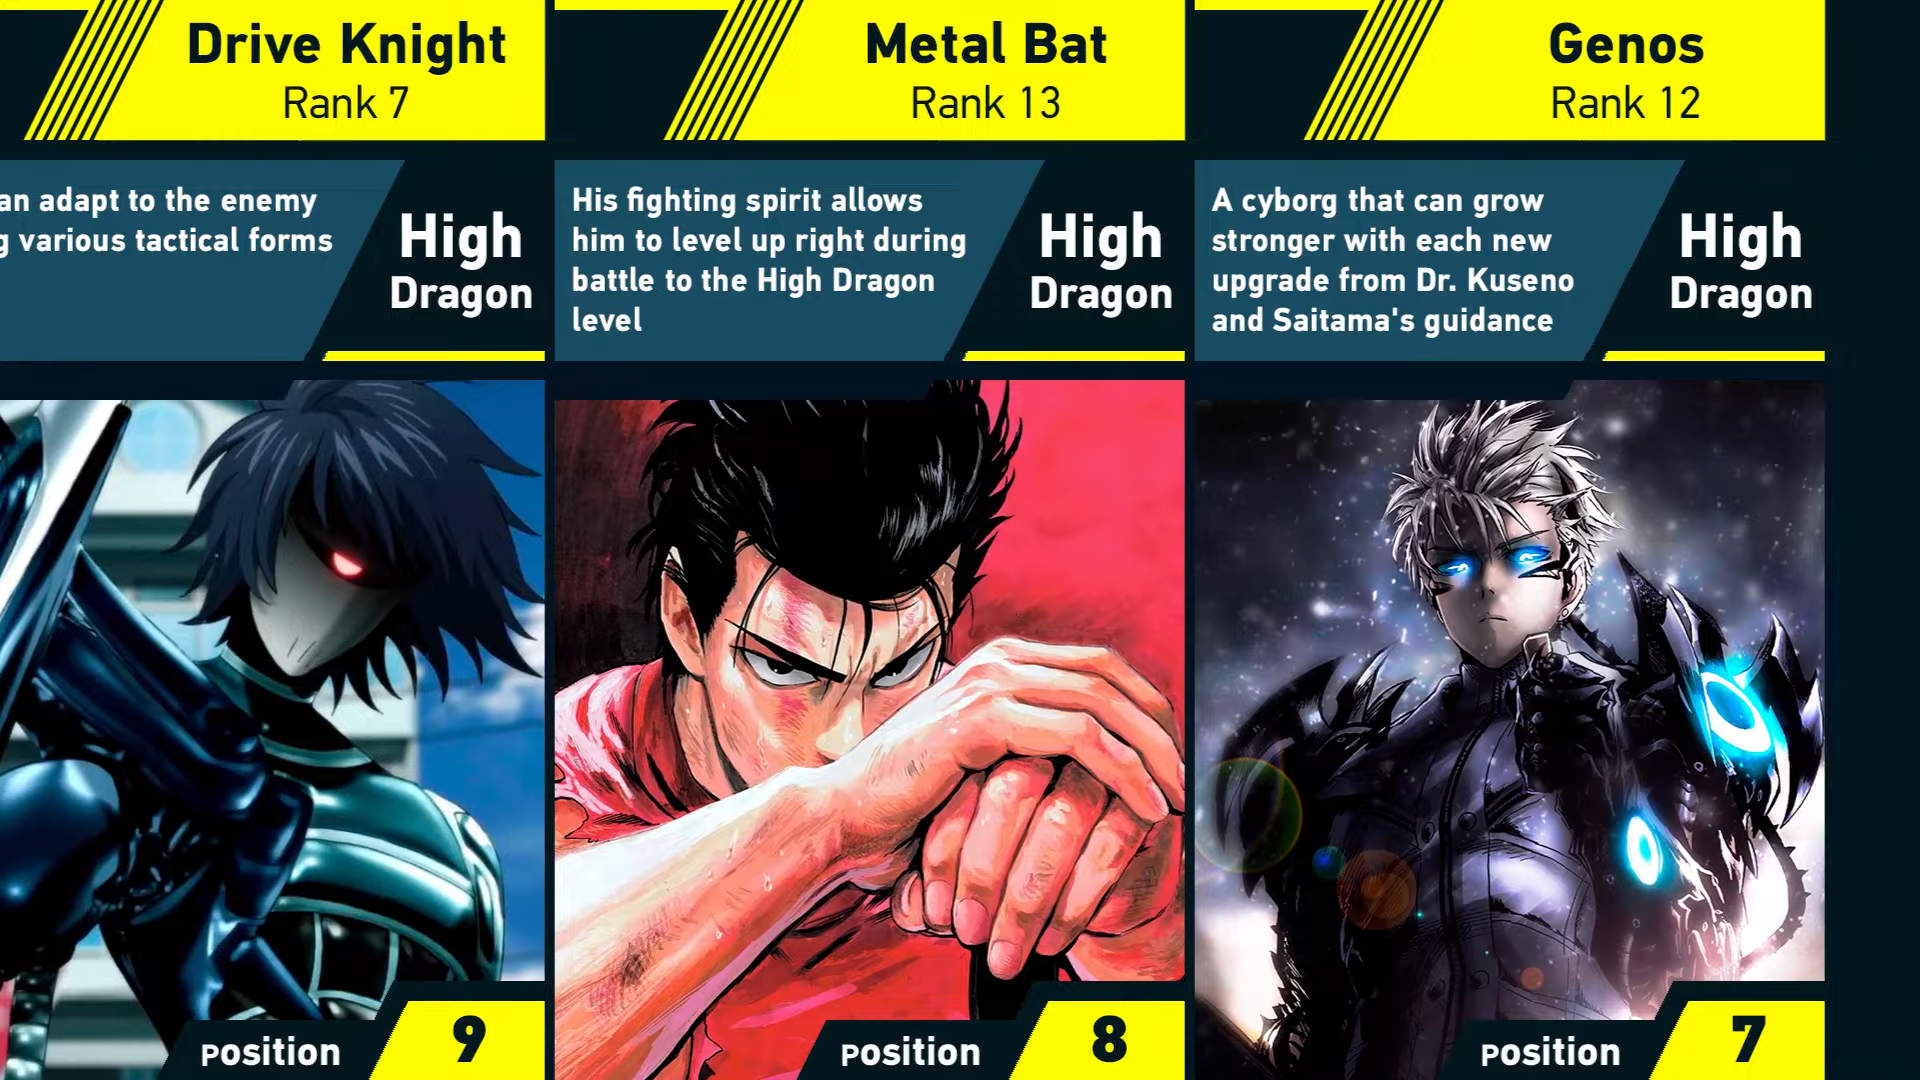 Drive Knight
Rank 7
an adapt to the enemy
g various tactical forms
High
Dragon
position
9
Metal Bat
Rank 13
His fighting spirit allows
him to level up right during
battle to the High Dragon
level
High
Dragon
position
8
Genos
Rank 12
A cyborg that can grow
stronger with each new
upgrade from Dr. Kuseno
and Saitama's guidance
High
Dragon
position
7